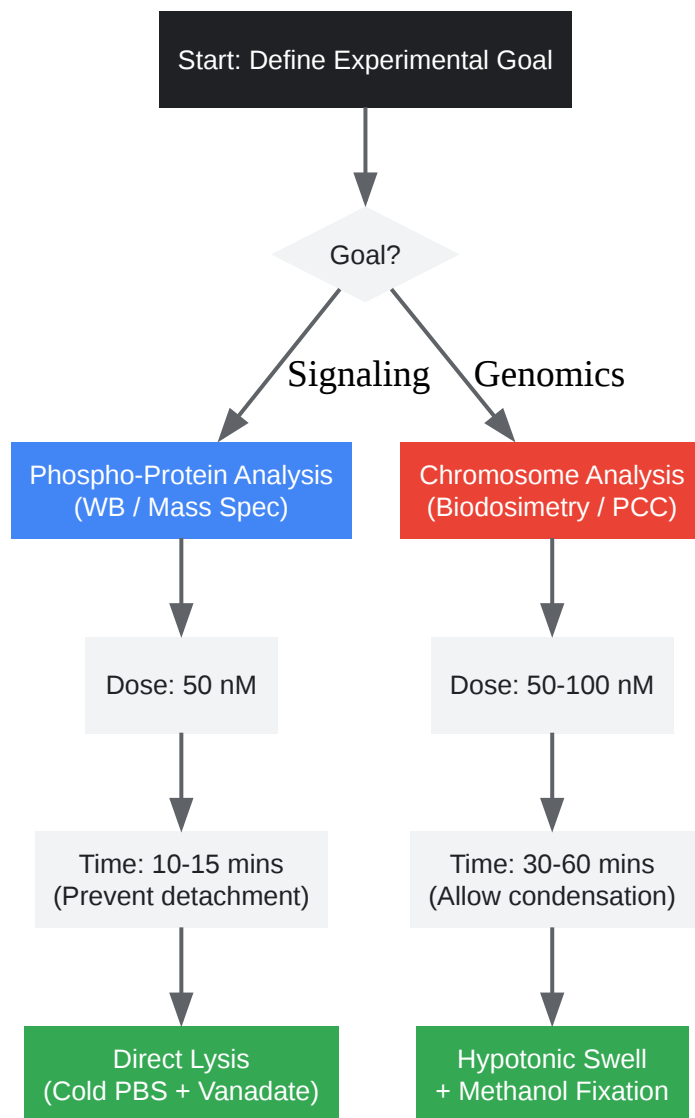 Start: Define Experimental Goal
Goal?
Signaling
Genomics
Phospho-Protein Analysis
(WB / Mass Spec)
Chromosome Analysis
(Biodosimetry / PCC)
Dose: 50 nM
Dose: 50-100 nM
Time: 10-15 mins
(Prevent detachment)
Time: 30-60 mins
(Allow condensation)
Direct Lysis
(Cold PBS + Vanadate)
Hypotonic Swell
+ Methanol Fixation